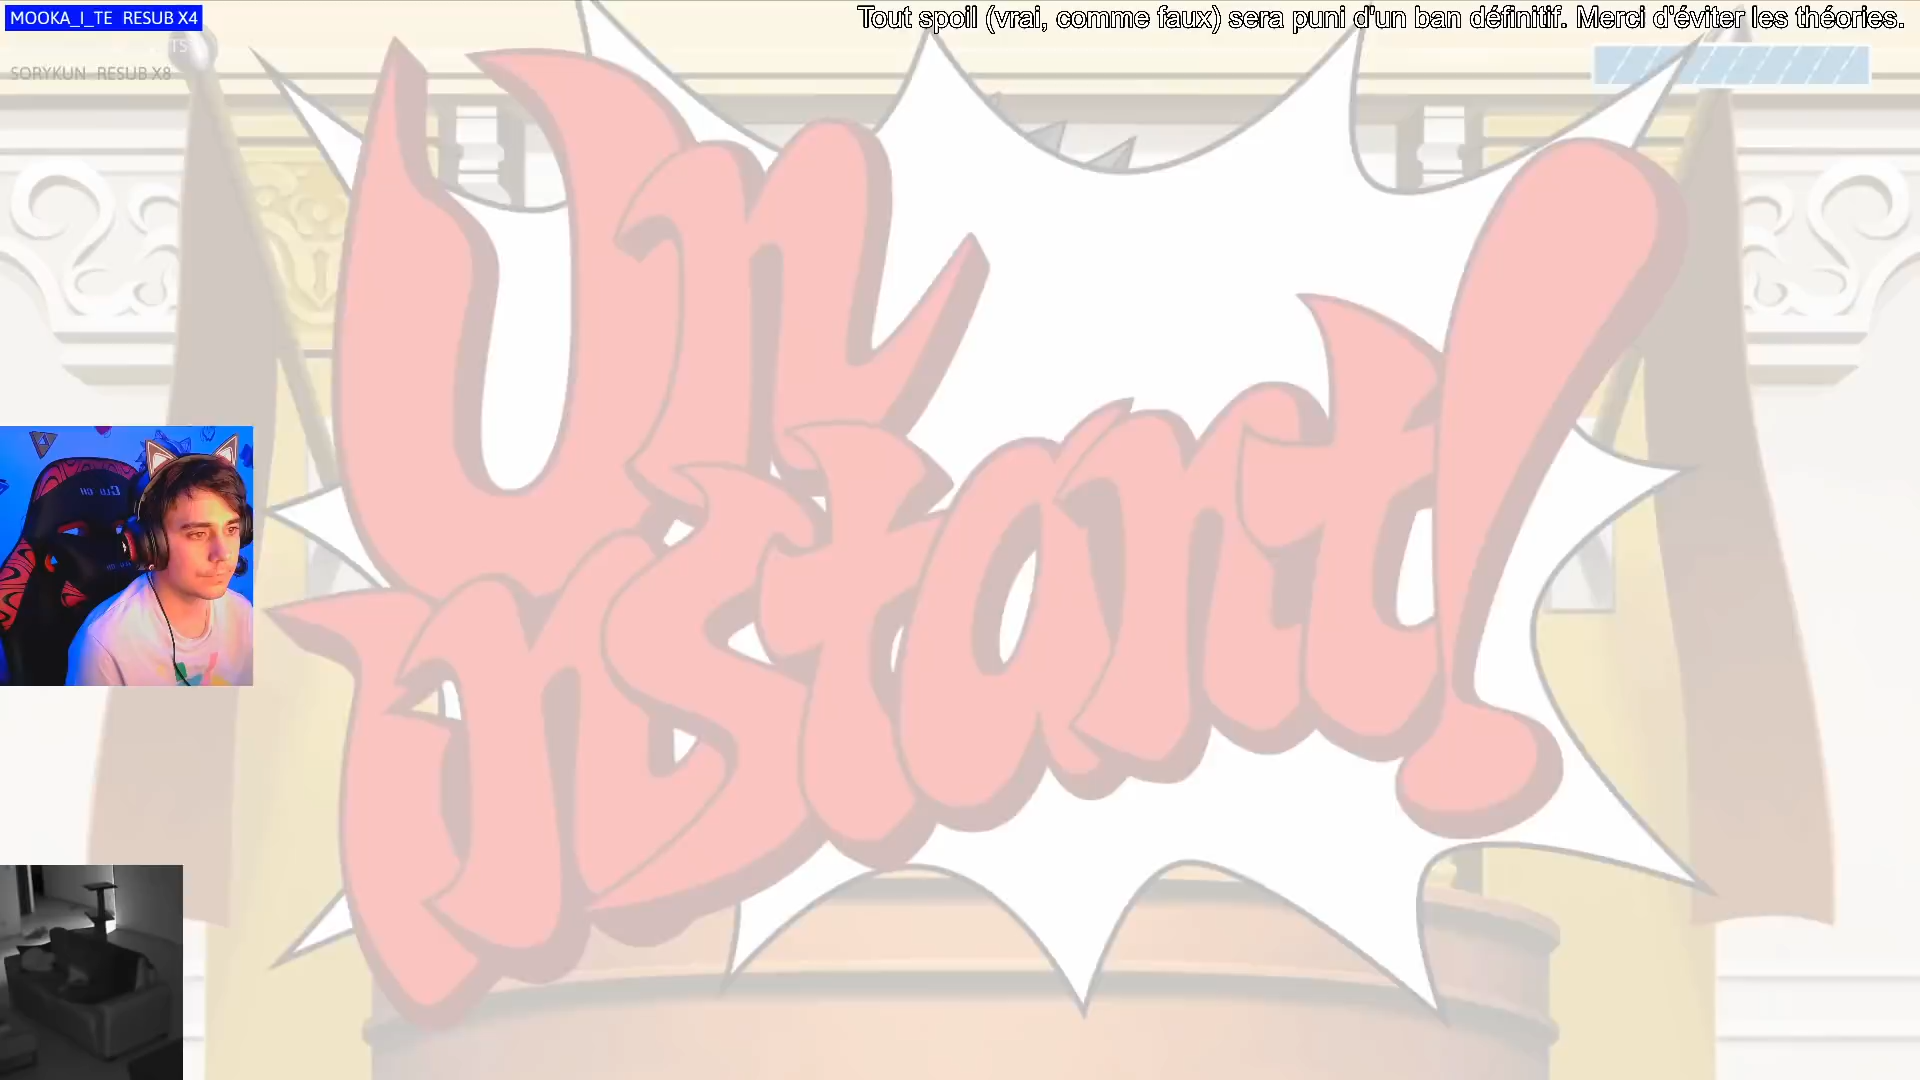 MOOKA_I_TE RESUB X4
Tout spoil (vrai, comme faux) sera puni d'un ban définitif. Merci d'éviter les théories.
SORYKUN RESUB X8
Un
instant!